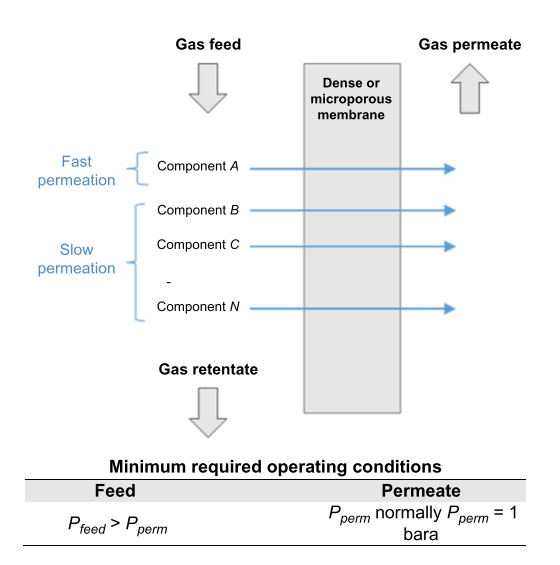 Gas feed
Gas permeate
Dense or
microporous
membrane
Fast
permeation
Component A
Component B
Slow
permeation
Component C
-
Component N
Gas retentate
Minimum required operating conditions
Feed
Permeate
Pfeed > Pperm
Pperm normally Pperm = 1
bara